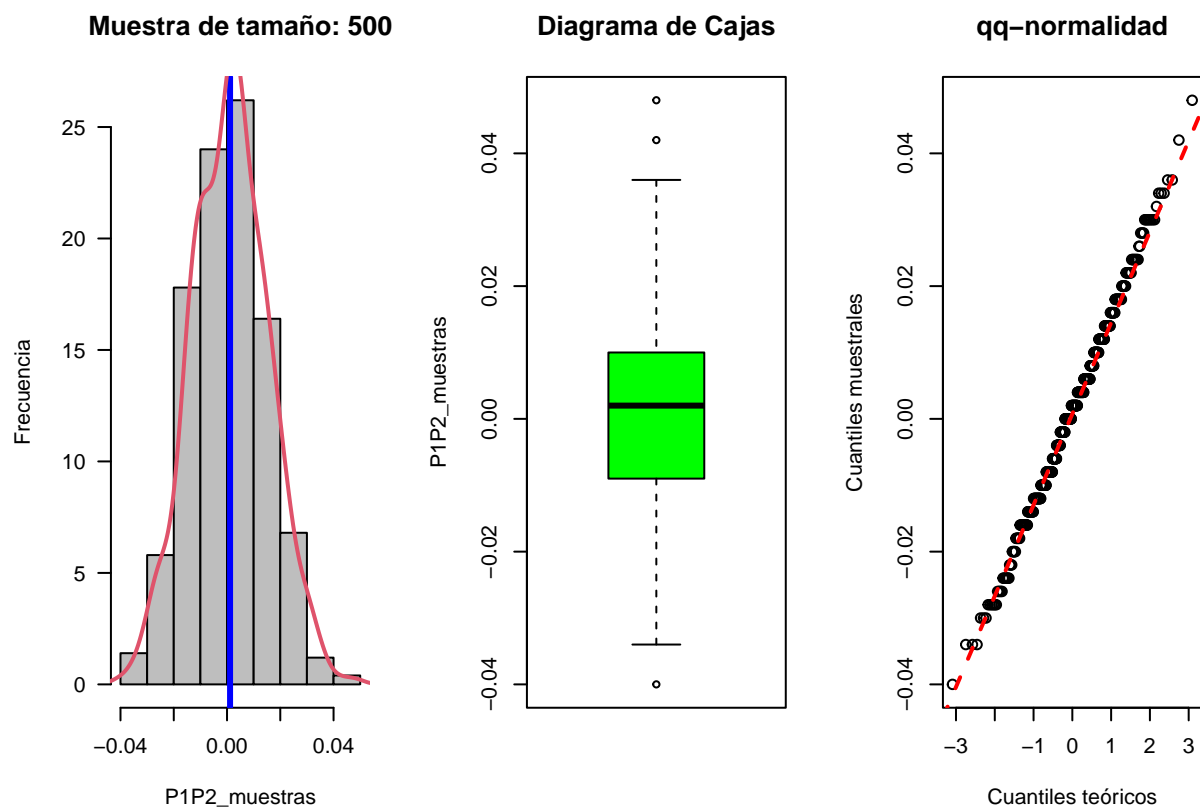 Muestra de tamaño: 500
Frecuencia
25
20
15
10
5
0
−0.04 0.00 0.04
P1P2_muestras
Diagrama de Cajas
P1P2_muestras
0.04
0.02
0.00
−0.02
−0.04
qq−normalidad
Cuantiles muestrales
0.04
0.02
0.00
−0.02
−0.04
−3 −1 0 1 2 3
Cuantiles teóricos